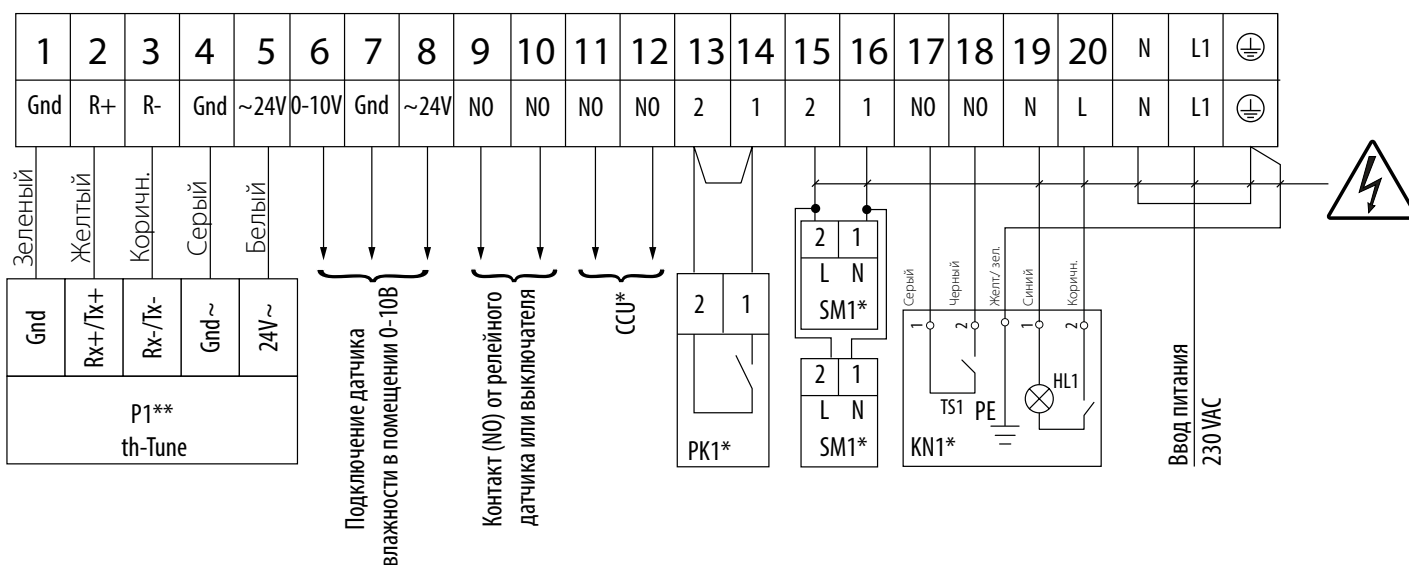 1 2 3 4 5 6 7 8 9 10 11 12 13 14 15 16 17 18 19 20 N L1
Gnd R+ R- Gnd ~24V 0-10V Gnd ~24V NO NO NO NO 2 1 2 1 NO NO N L N L1
Зеленый
Желтый
Коричн.
Серый
Белый
Gnd
Rx+/Tx+
Rx-/Tx-
Gnd~
24V~
P1**
th-Tune
Подключение датчика
влажности в помещении 0-10В
Контакт (NO) от релейного
датчика или выключателя
CCU*
2 1
PK1*
2 1
L N
SM1*
2 1
L N
SM1*
Серый
Черный
Желт/ зел.
Синий
Коричн.
1 2 1 2
TS1
PE
HL1
KN1*
Ввод питания
230 VAC